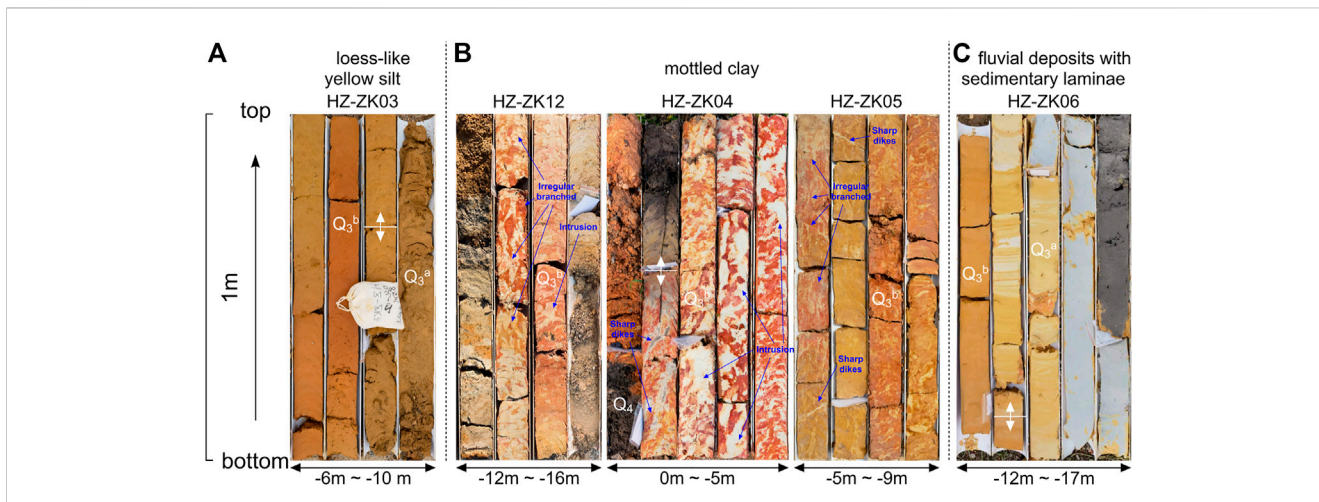 A
loess-like
yellow silt
HZ-ZK03
B
mottled clay
HZ-ZK12
HZ-ZK04
HZ-ZK05
C
fluvial deposits with
sedimentary laminae
HZ-ZK06
top
1m
bottom
Q₃ᵇ
Q₃ᵃ
Irregular
branched
Intrusion
Q₃ᵇ
Q₃ᵇ
Sharp
dikes
Intrusion
Q₄
Sharp
dikes
Irregular
branched
Q₃ᵇ
Sharp
dikes
Q₃ᵇ
Q₃ᵃ
-6m ~ -10 m
-12m ~ -16m
0m ~ -5m
-5m ~ -9m
-12m ~ -17m